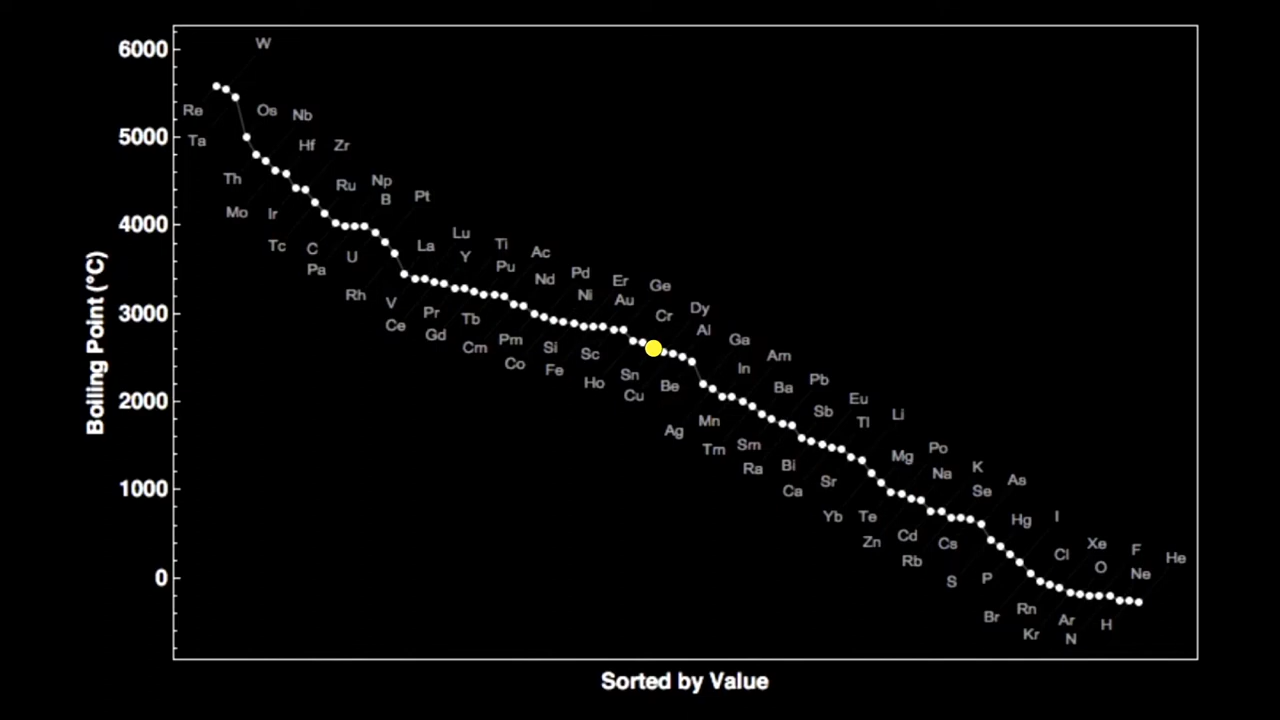 6000
W
Re
Os
Nb
5000
Ta
Hf
Zr
Th
Ru
Np
B
Pt
Mo
Ir
4000
Tc
C
Pa
U
La
Lu
Y
Ti
Pu
Ac
Rh
V
Ce
Nd
Pd
Ni
Er
Au
Ge
3000
Pr
Gd
Tb
Cm
Pm
Co
Si
Fe
Sc
Ho
Cr
Dy
Al
Sn
Cu
Be
Ga
In
Am
2000
Ag
Mn
Tm
Ba
Pb
Sb
Eu
Tl
Li
Sm
Ra
Bi
Ca
Sr
1000
Yb
Te
Zn
Mg
Po
Na
K
Se
As
Cd
Rb
Cs
S
Hg
I
0
P
Br
Cl
Xe
O
F
Ne
He
Rn
Kr
Ar
N
H
Boiling Point (°C)
Sorted by Value